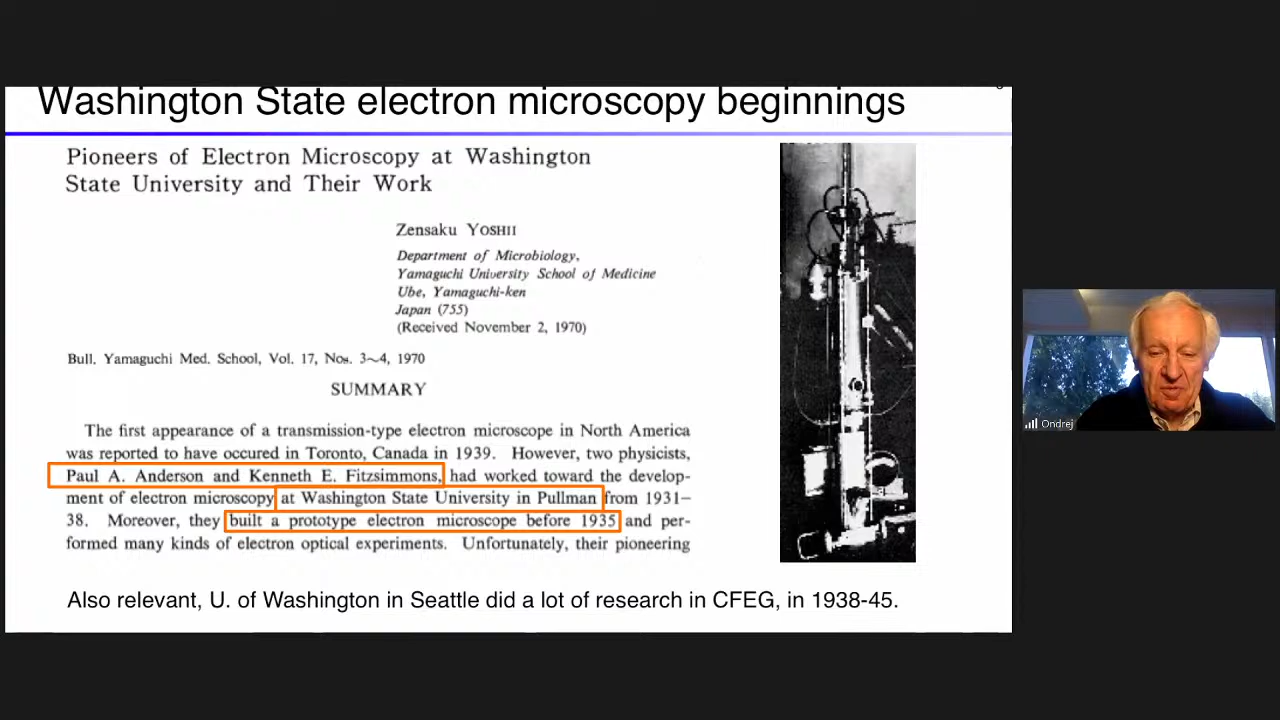 Washington State electron microscopy beginnings
Pioneers of Electron Microscopy at Washington
State University and Their Work
Zensaku YOSHII
Department of Microbiology,
Yamaguchi University School of Medicine
Ube, Yamaguchi-ken
Japan (755)
(Received November 2, 1970)
Bull. Yamaguchi Med. School, Vol. 17, Nos. 3~4, 1970
SUMMARY
The first appearance of a transmission-type electron microscope in North America
was reported to have occured in Toronto, Canada in 1939. However, two physicists,
Paul A. Anderson and Kenneth E. Fitzsimmons, had worked toward the develop-
ment of electron microscopy at Washington State University in Pullman from 1931–
38. Moreover, they built a prototype electron microscope before 1935 and per-
formed many kinds of electron optical experiments. Unfortunately, their pioneering
Also relevant, U. of Washington in Seattle did a lot of research in CFEG, in 1938-45.
Ondrej